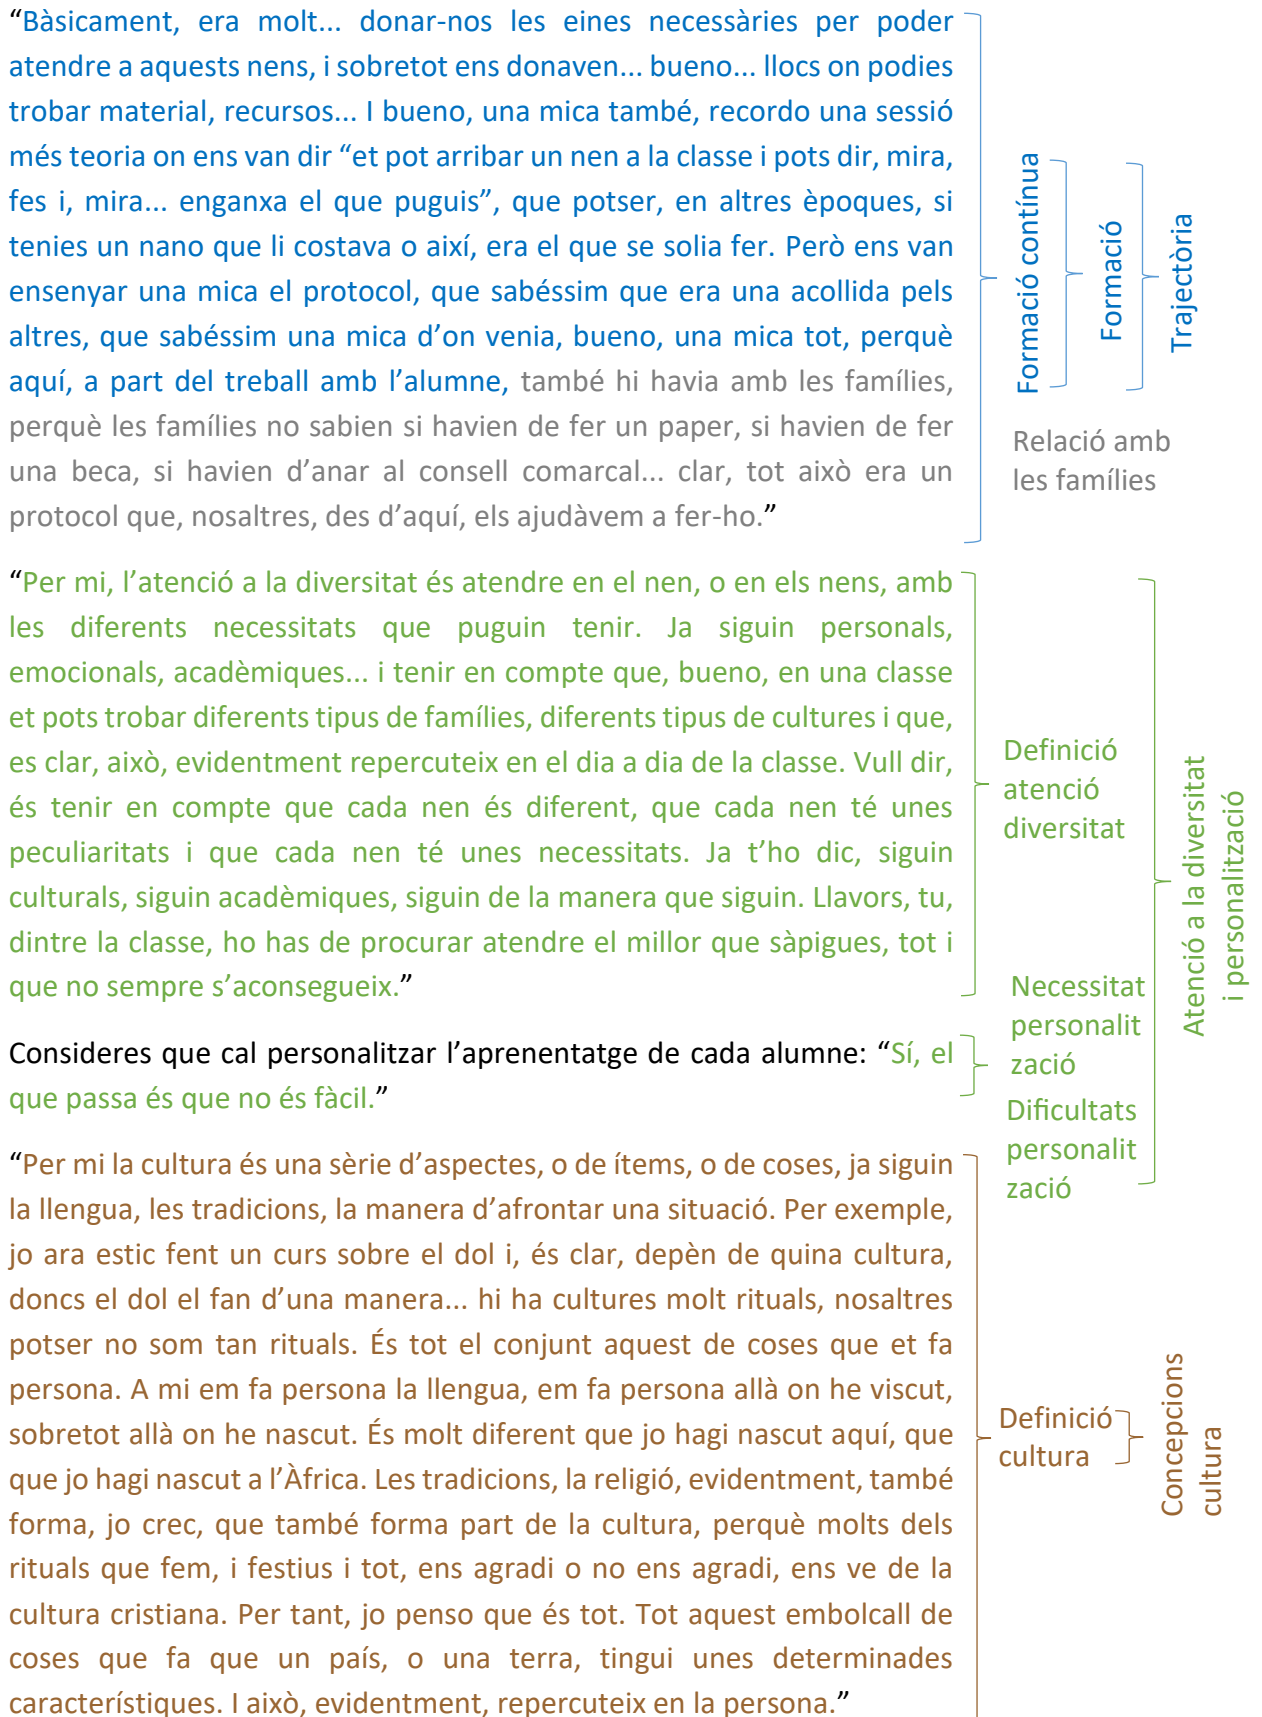 “Bàsicament, era molt... donar-nos les eines necessàries per poder
atendre a aquests nens, i sobretot ens donaven... bueno... llocs on podies
trobar material, recursos... I bueno, una mica també, recordo una sessió
més teoria on ens van dir “et pot arribar un nen a la classe i pots dir, mira,
fes i, mira... enganxa el que puguis”, que potser, en altres èpoques, si
tenies un nano que li costava o així, era el que se solia fer. Però ens van
ensenyar una mica el protocol, que sabéssim que era una acollida pels
altres, que sabéssim una mica d’on venia, bueno, una mica tot, perquè
aquí, a part del treball amb l’alumne, també hi havia amb les famílies,
perquè les famílies no sabien si havien de fer un paper, si havien de fer
una beca, si havien d’anar al consell comarcal... clar, tot això era un
protocol que, nosaltres, des d’aquí, els ajudàvem a fer-ho.”
Formació contínua
Formació
Trajectòria
Relació amb
les famílies
“Per mi, l’atenció a la diversitat és atendre en el nen, o en els nens, amb
les diferents necessitats que puguin tenir. Ja siguin personals,
emocionals, acadèmiques... i tenir en compte que, bueno, en una classe
et pots trobar diferents tipus de famílies, diferents tipus de cultures i que,
es clar, això, evidentment repercuteix en el dia a dia de la classe. Vull dir,
és tenir en compte que cada nen és diferent, que cada nen té unes
peculiaritats i que cada nen té unes necessitats. Ja t’ho dic, siguin
culturals, siguin acadèmiques, siguin de la manera que siguin. Llavors, tu,
dintre la classe, ho has de procurar atendre el millor que sàpigues, tot i
que no sempre s’aconsegueix.”
Definició
atenció
diversitat
Atenció a la diversitat
i personalització
Consideres que cal personalitzar l’aprenentatge de cada alumne: “Sí, el
que passa és que no és fàcil.”
Necessitat
personalit
zació
Dificultats
personalit
zació
“Per mi la cultura és una sèrie d’aspectes, o de ítems, o de coses, ja siguin
la llengua, les tradicions, la manera d’afrontar una situació. Per exemple,
jo ara estic fent un curs sobre el dol i, és clar, depèn de quina cultura,
doncs el dol el fan d’una manera... hi ha cultures molt rituals, nosaltres
potser no som tan rituals. És tot el conjunt aquest de coses que et fa
persona. A mi em fa persona la llengua, em fa persona allà on he viscut,
sobretot allà on he nascut. És molt diferent que jo hagi nascut aquí, que
que jo hagi nascut a l’Àfrica. Les tradicions, la religió, evidentment, també
forma, jo crec, que també forma part de la cultura, perquè molts dels
rituals que fem, i festius i tot, ens agradi o no ens agradi, ens ve de la
cultura cristiana. Per tant, jo penso que és tot. Tot aquest embolcall de
coses que fa que un país, o una terra, tingui unes determinades
característiques. I això, evidentment, repercuteix en la persona.”
Definició
cultura
Concepcions
cultura